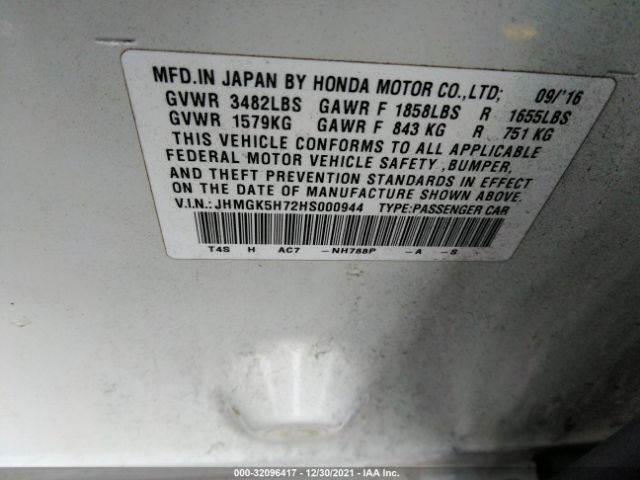 MFD.IN JAPAN BY HONDA MOTOR CO.,LTD; 09/'16
GVWR 3482LBS GAWR F 1858LBS R 1655LBS
GVWR 1579KG GAWR F 843 KG R 751 KG
THIS VEHICLE CONFORMS TO ALL APPLICABLE
FEDERAL MOTOR VEHICLE SAFETY ,BUMPER,
AND THEFT PREVENTION STANDARDS IN EFFECT
ON THE DATE OF MANUFACTURE SHOWN ABOVE.
V.I.N.: JHMGK5H72HS000944 TYPE:PASSENGER CAR
T4S H AC7 -NH788P -A -S
000-32096417 - 12/30/2021 - IAA Inc.